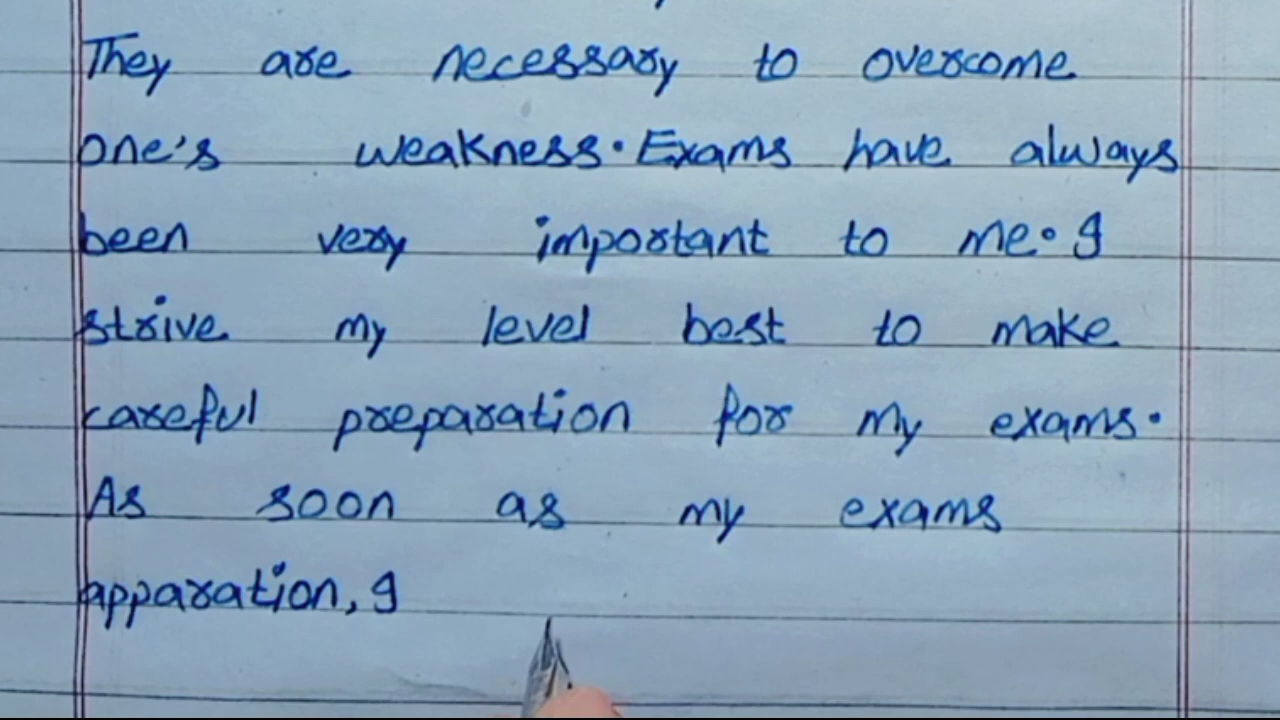 They are necessary to overcome
one's weakness. Exams have always
been very important to me. I
strive my level best to make
careful preparation for my exams.
As soon as my exams
apparation, I